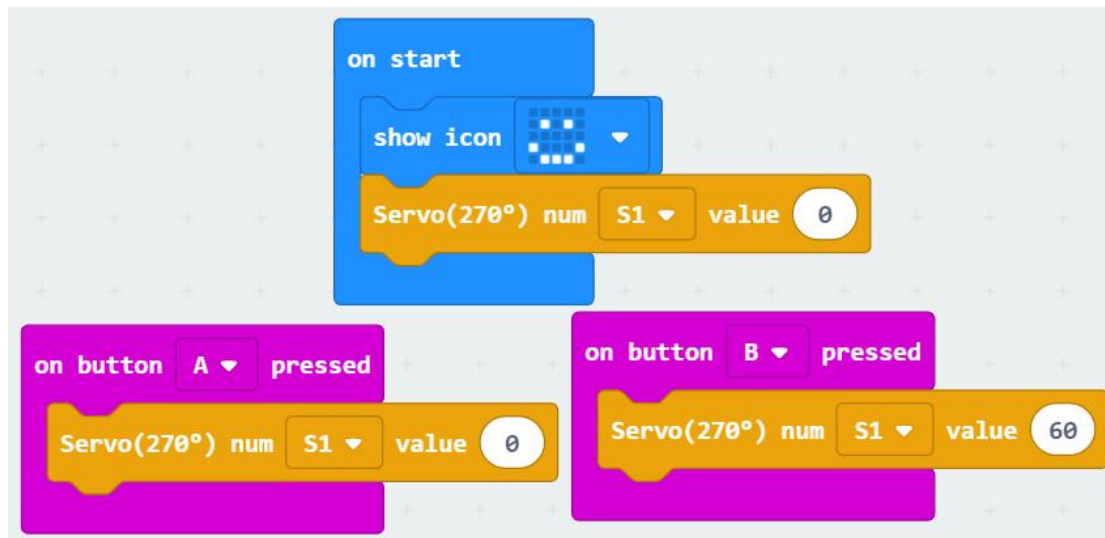 on start
show icon
Servo(270°) num S1 value 0
on button A pressed
Servo(270°) num S1 value 0
on button B pressed
Servo(270°) num S1 value 60